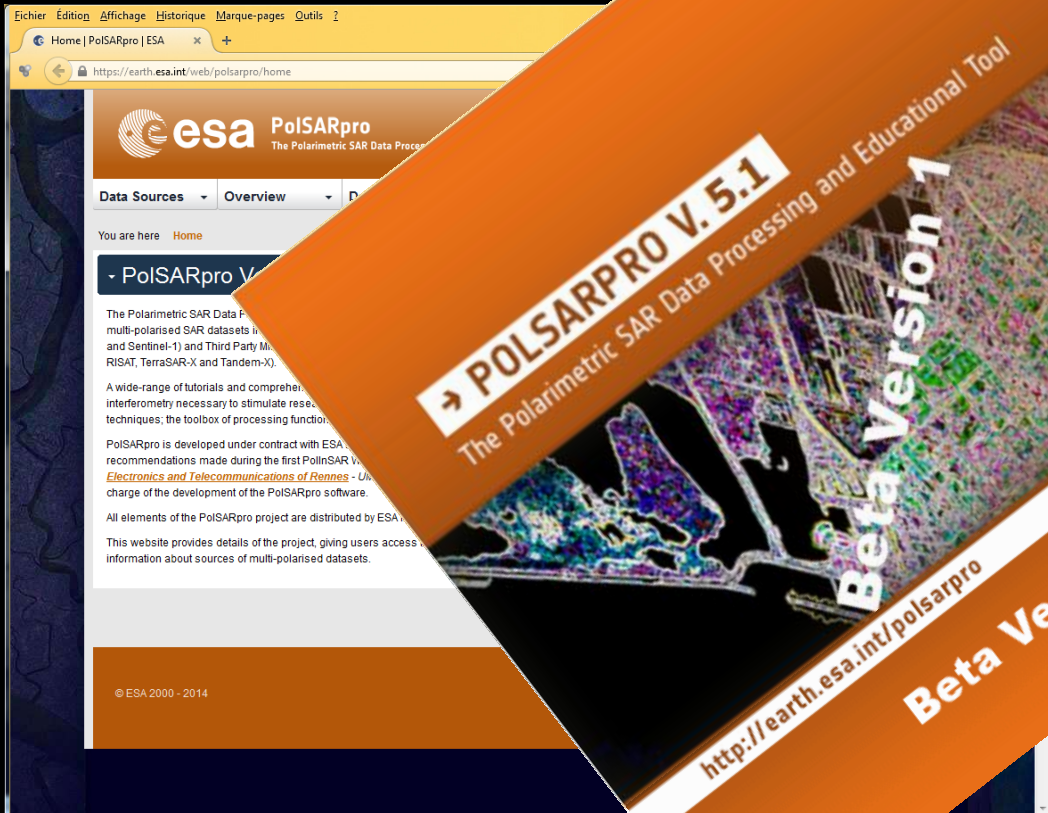 Fichier Édition Affichage Historique Marque-pages Outils ?
Home | PolSARpro | ESA
https://earth.esa.int/web/polsarpro/home
esa
PolSARpro
The Polarimetric SAR Data
Data Sources Overview
You are here Home
PolSARpro
The Polarimetric SAR Data
multi-polarised SAR datasets
and Sentinel-1) and Third Party
RISAT, TerraSAR-X and Tandem-X).
A wide-range of tutorials and
interferometry necessary to stimulate
techniques; the toolbox of processing
PolSARpro is developed under contract with ESA
recommendations made during the first PolInSAR
Electronics and Telecommunications of Rennes -
charge of the development of the PolSARpro software.
All elements of the PolSARpro project are distributed by ESA
This website provides details of the project, giving users access
information about sources of multi-polarised datasets.
© ESA 2000 - 2014
→ POLSARPRO V. 5.1
The Polarimetric SAR Data Processing and Educational Tool
Beta Version 1
http://earth.esa.int/polsarpro
Beta Ve